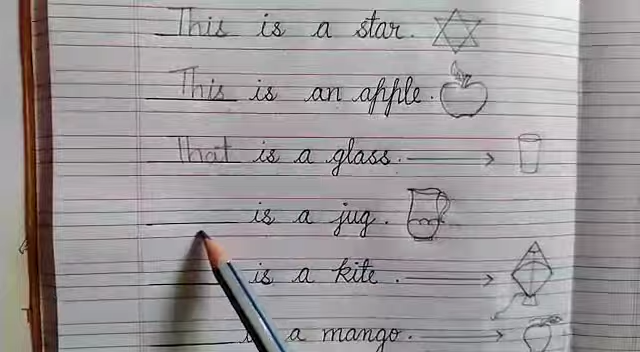 This is a star.
This is an apple.
That is a glass.
is a jug.
is a kite.
a mango.